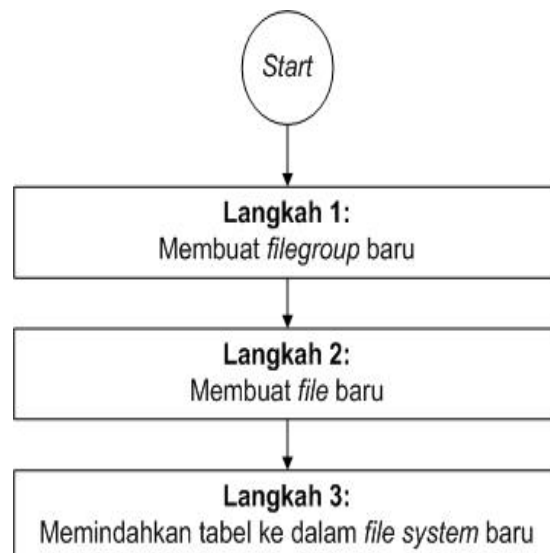 Start
Langkah 1:
Membuat filegroup baru
Langkah 2:
Membuat file baru
Langkah 3:
Memindahkan tabel ke dalam file system baru